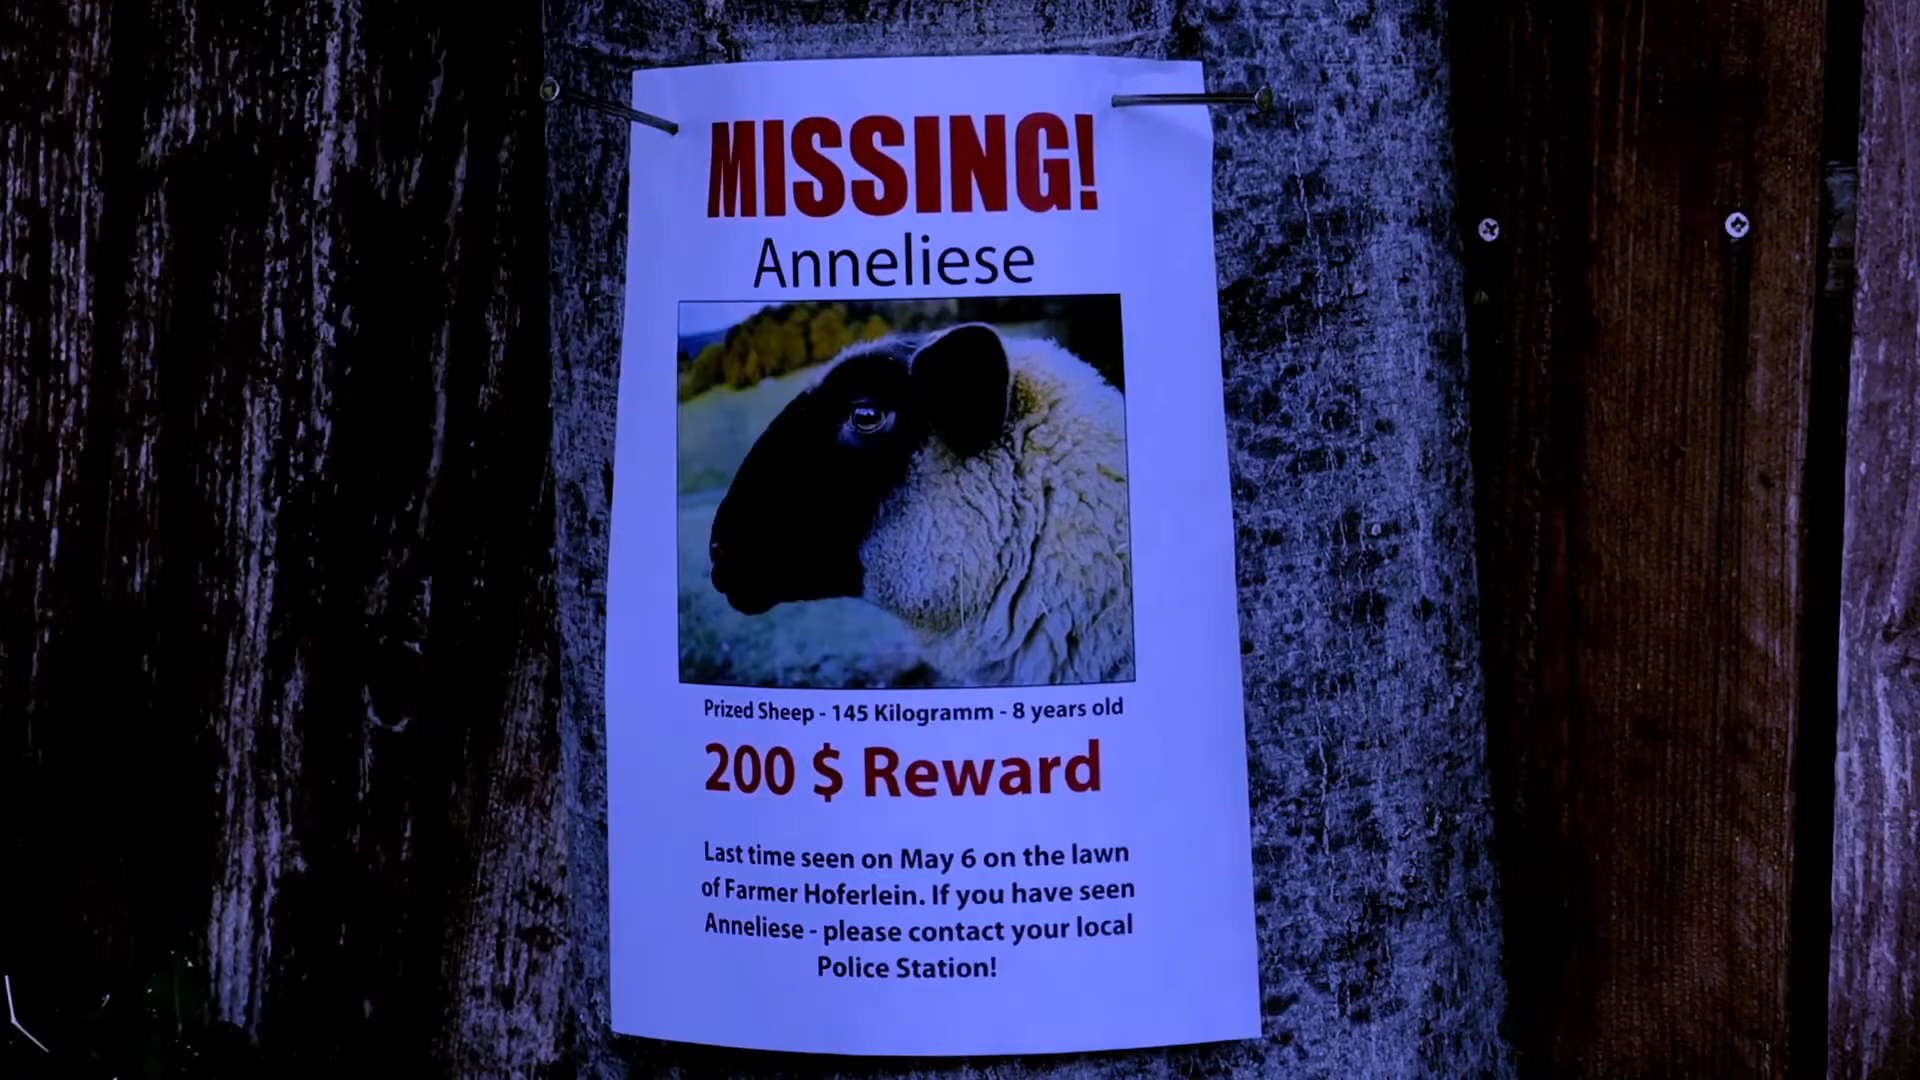 MISSING!
Anneliese
Prized Sheep - 145 Kilogramm - 8 years old
200 $ Reward
Last time seen on May 6 on the lawn
of Farmer Hoferlein. If you have seen
Anneliese - please contact your local
Police Station!